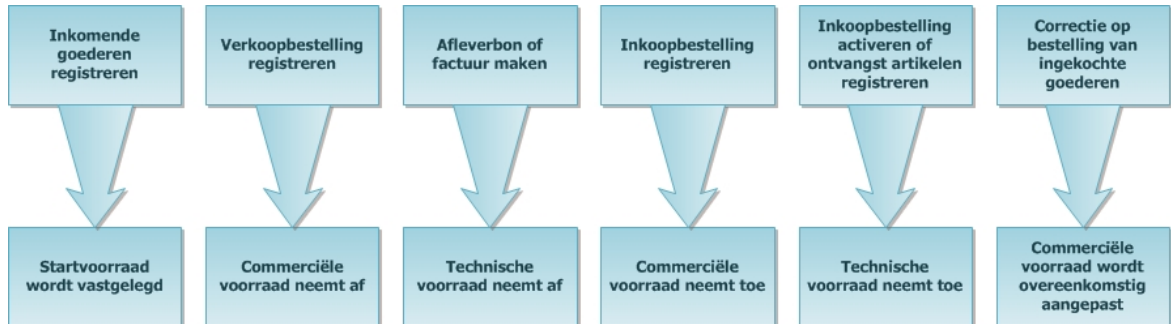 Inkomende
goederen
registreren
Verkoopbestelling
registreren
Afleverbon of
factuur maken
Inkoopbestelling
registreren
Inkoopbestelling
activeren of
ontvangst artikelen
registreren
Correctie op
bestelling van
ingekochte
goederen
Startvoorraad
wordt vastgelegd
Commerciële
voorraad neemt af
Technische
voorraad neemt af
Commerciële
voorraad neemt toe
Technische
voorraad neemt toe
Commerciële
voorraad wordt
overeenkomstig
aangepast